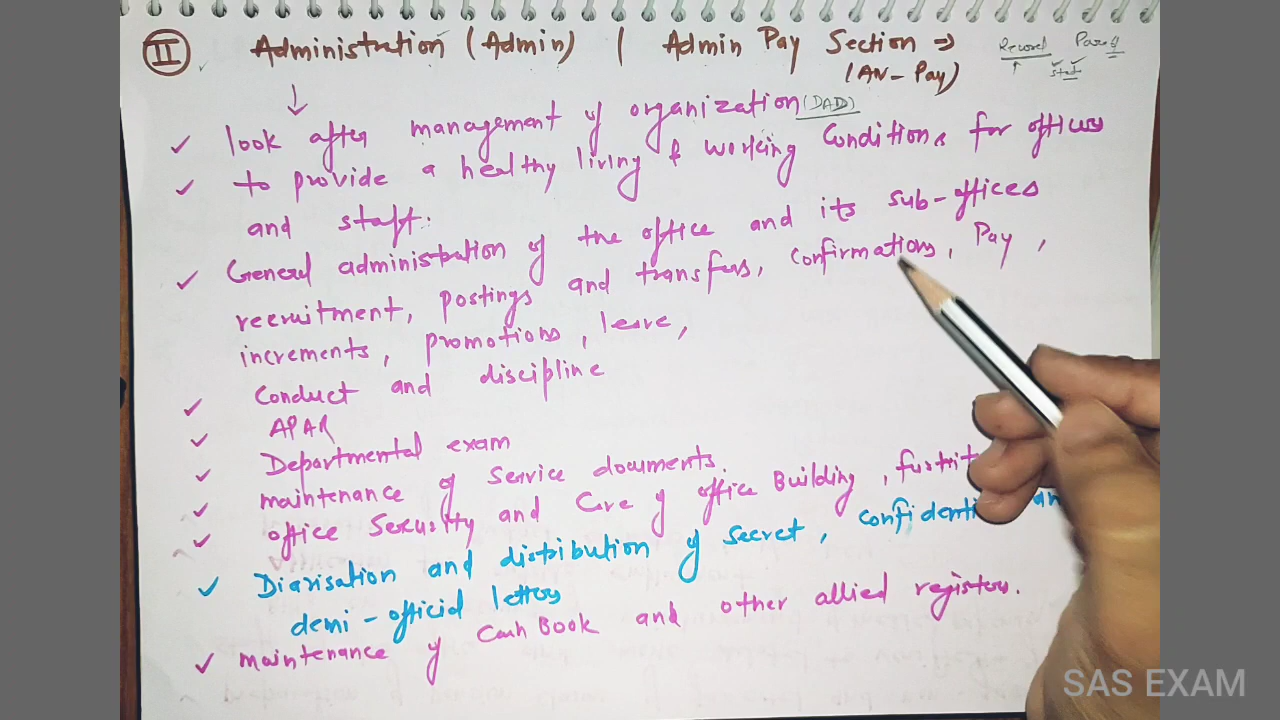 II Administration (Admin) | Admin Pay Section ⇒
(AN-Pay)
Record
look after management of organization (DAD)
to provide a healthy living & working conditions for officers
and staff.
General administration of the office and its sub-offices
recruitment, postings and transfers, confirmations, Pay,
increments, promotions, leave,
Conduct and discipline
APAR
Departmental exam
maintenance of service documents.
office security and Care of office Building,
Diarisation and distribution of secret,
demi-official letters
maintenance of Cash Book and other allied registers.
SAS EXAM